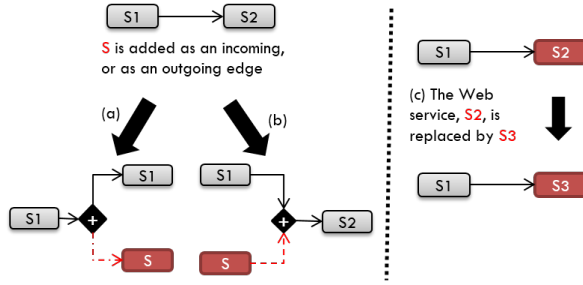 S1
S2
S is added as an incoming,
or as an outgoing edge
(a)
(b)
S1
S1
S1
+
S
S1
+
S2
S
S1
S2
(c) The Web
service, S2, is
replaced by S3
S1
S3